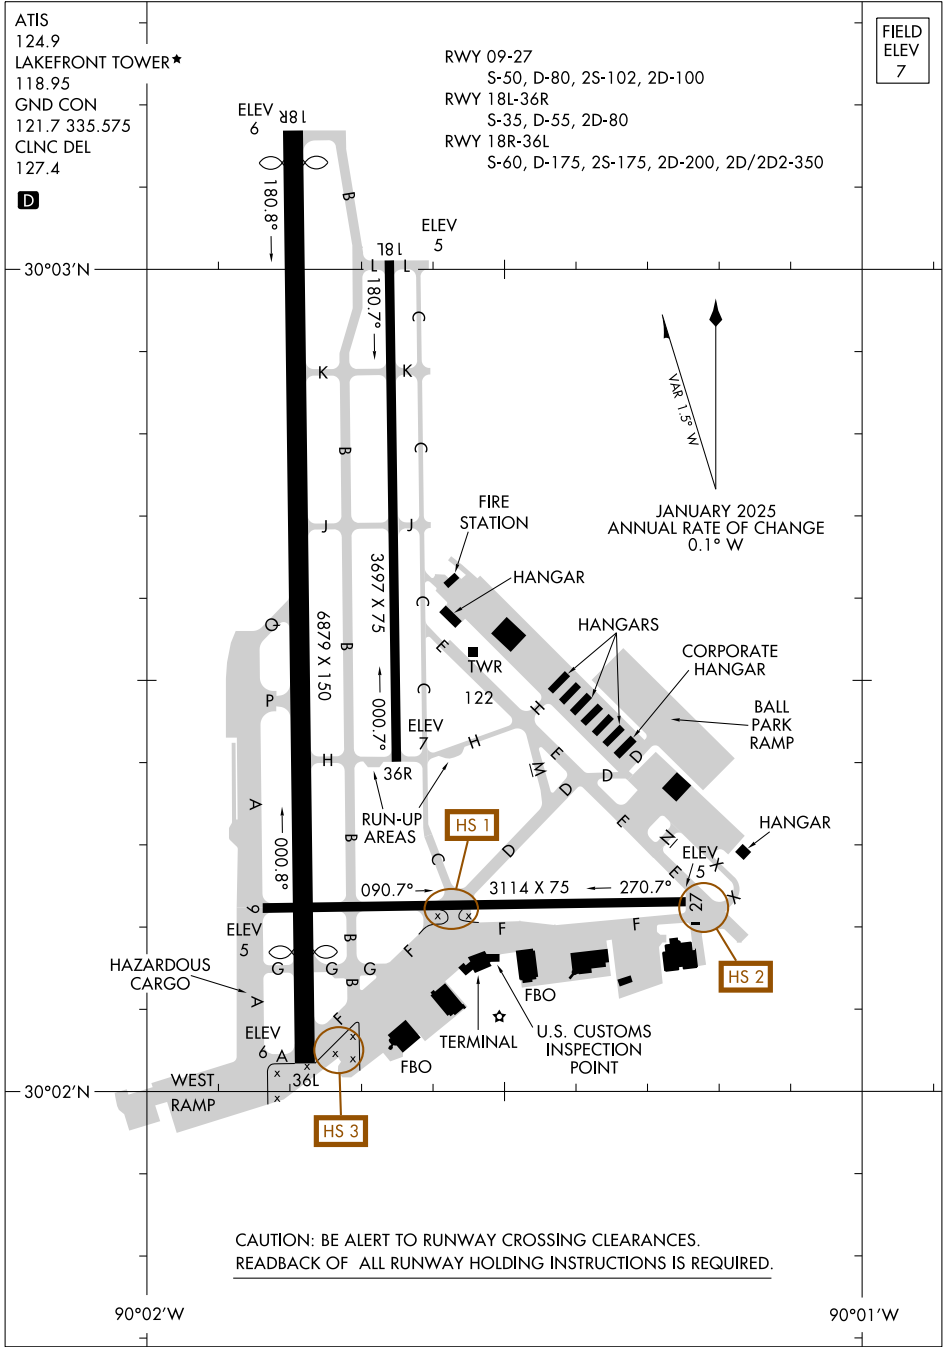 ATIS
124.9
LAKEFRONT TOWER★
118.95
GND CON
121.7 335.575
CLNC DEL
127.4
D
RWY 09-27
S-50, D-80, 2S-102, 2D-100
RWY 18L-36R
S-35, D-55, 2D-80
RWY 18R-36L
S-60, D-175, 2S-175, 2D-200, 2D/2D2-350
FIELD
ELEV
7
ELEV
6
18R
180.8°
B
ELEV
5
18L
L
L
30°03'N
180.7°
C
K
K
VAR 1.5° W
B
C
JANUARY 2025
ANNUAL RATE OF CHANGE
0.1° W
FIRE
STATION
J
J
3697 X 75
HANGAR
C
6879 X 150
Q
B
E
TWR
122
HANGARS
CORPORATE
HANGAR
BALL
PARK
RAMP
P
C
000.7°
ELEV
7
H
H
H
E
M
D
D
D
36R
RUN-UP
AREAS
A
000.8°
B
C
D
E
N
E
HS 1
HANGAR
ELEV
5
X
X
9
090.7°
3114 X 75
270.7°
27
ELEV
5
x
x
F
F
F
B
G
G
G
B
HAZARDOUS
CARGO
A
HS 2
FBO
TERMINAL
U.S. CUSTOMS
INSPECTION
POINT
FBO
F
ELEV
6
A
x
x
x
x
x
x
36L
WEST
RAMP
30°02'N
HS 3
CAUTION: BE ALERT TO RUNWAY CROSSING CLEARANCES.
READBACK OF ALL RUNWAY HOLDING INSTRUCTIONS IS REQUIRED.
90°02'W
90°01'W